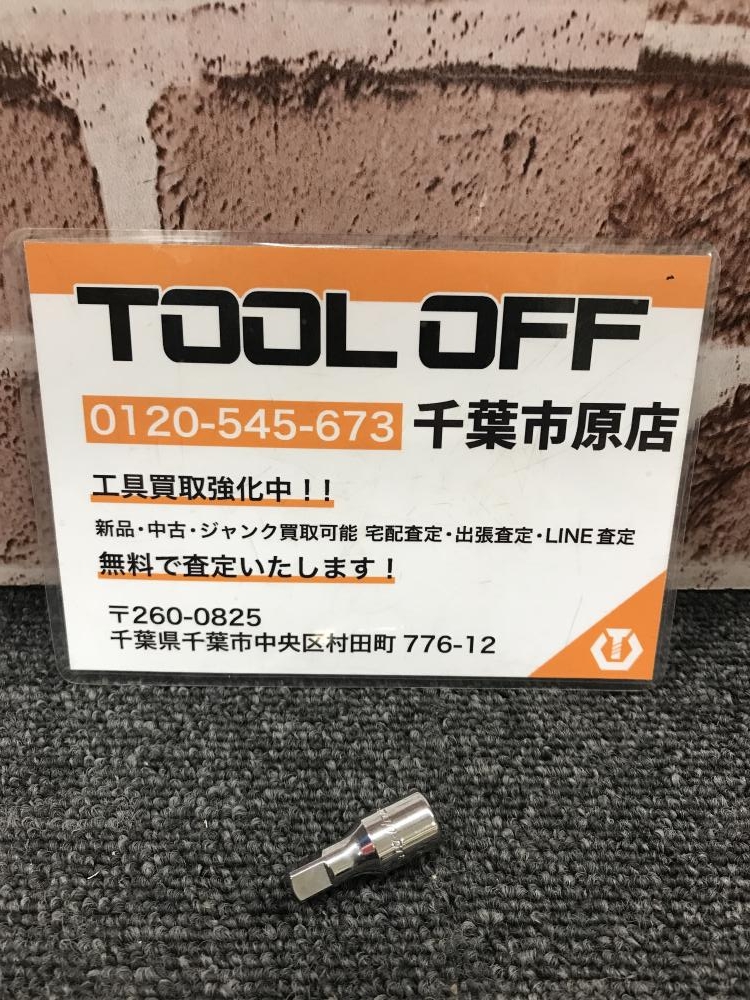 TOOL OFF
0120-545-673 千葉市原店
工具買取強化中！！
新品・中古・ジャンク買取可能 宅配査定・出張査定・LINE査定
無料で査定いたします！
〒260-0825
千葉県千葉市中央区村田町 776-12